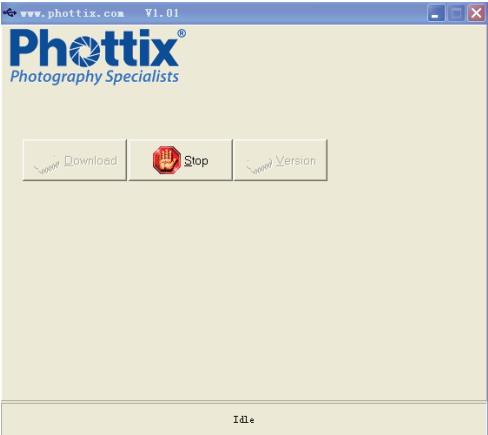 www.phottix.com V1.01
Phottix®
Photography Specialists
Download Stop Version
Idle